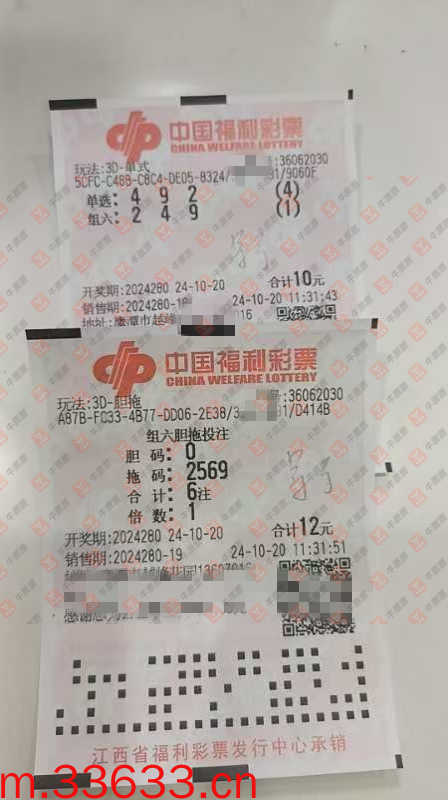 中国福利彩票
CHINA WELFARE LOTTERY
玩法:3D-单式 :36062030
5CFC-C48B-C8C4-DE05-8324/ 1/9060F
单选: 4 9 2 (4)
组六: 2 4 9 (1)
开奖期:2024280 24-10-20 合计10元
销售期:2024280-18 24-10-20 11:31:43
地址:鹰潭市 16
中国福利彩票
CHINA WELFARE LOTTERY
玩法:3D-胆拖 :36062030
A87B-FC33-4B77-DD06-2E38/ 1/D414B
组六胆拖投注
胆 码: 0
拖 码: 2569
合 计: 6注
倍 数: 1
开奖期:2024280 24-10-20 合计12元
销售期:2024280-19 24-10-20 11:31:51
江西省福利彩票发行中心承销
m.33633.cn